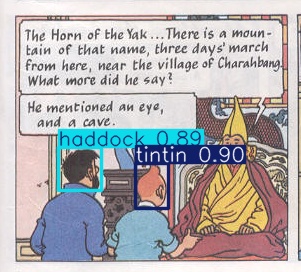 The Horn of the Yak...There is a moun-
tain of that name, three days' march
from here, near the village of Charahbang.
What more did he say?
He mentioned an eye,
and a cave.
haddock 0.89
tintin 0.90